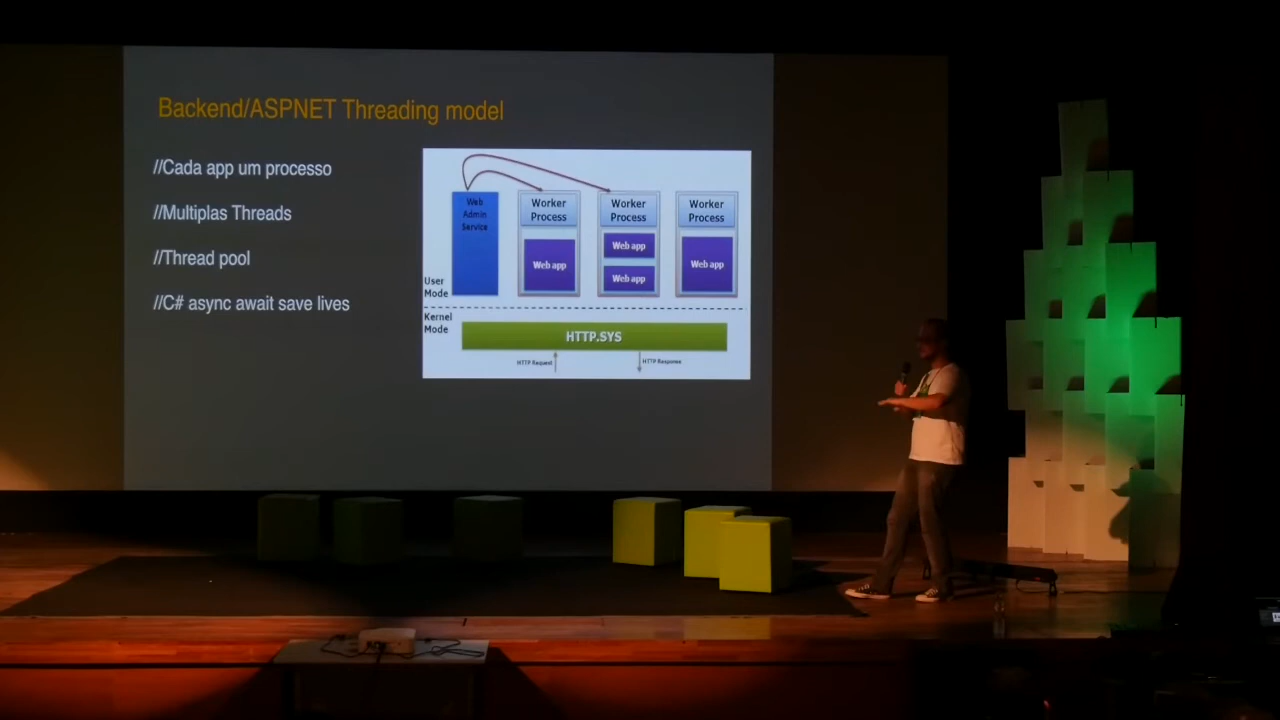 Backend/ASPNET Threading model
//Cada app um processo
//Multiplas Threads
//Thread pool
//C# async await save lives
Web
Admin
Service
Worker
Process
Web app
Worker
Process
Web app
Web app
Worker
Process
Web app
User
Mode
Kernel
Mode
HTTP.SYS
HTTP Request
HTTP Response